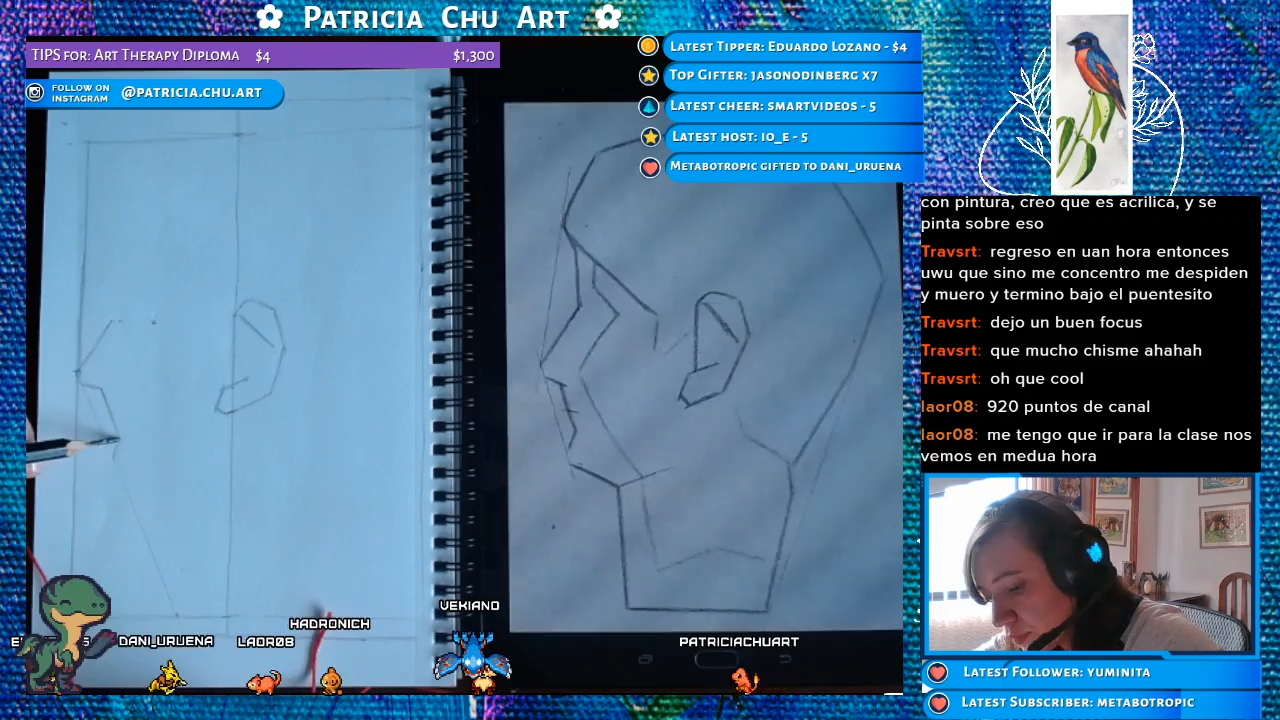 ✿ Patricia Chu Art ✿
TIPS for: Art Therapy Diploma $4 $1,300
FOLLOW ON INSTAGRAM @PATRICIA.CHU.ART
Latest Tipper: Eduardo Lozano - $4
Top Gifter: jasonodinberg x7
Latest cheer: smartvideos - 5
Latest host: io_e - 5
Metabotropic gifted to dani_uruena
con pintura, creo que es acrilica, y se
pinta sobre eso
Travsrt: regreso en uan hora entonces
uwu que sino me concentro me despiden
y muero y termino bajo el puentesito
Travsrt: dejo un buen focus
Travsrt: que mucho chisme ahahah
Travsrt: oh que cool
laor08: 920 puntos de canal
laor08: me tengo que ir para la clase nos
vemos en medua hora
VEKIANO
HADRONICH
DANI_URUENA
LAOR08
PATRICIACHUART
Latest Follower: yuminita
Latest Subscriber: metabotropic